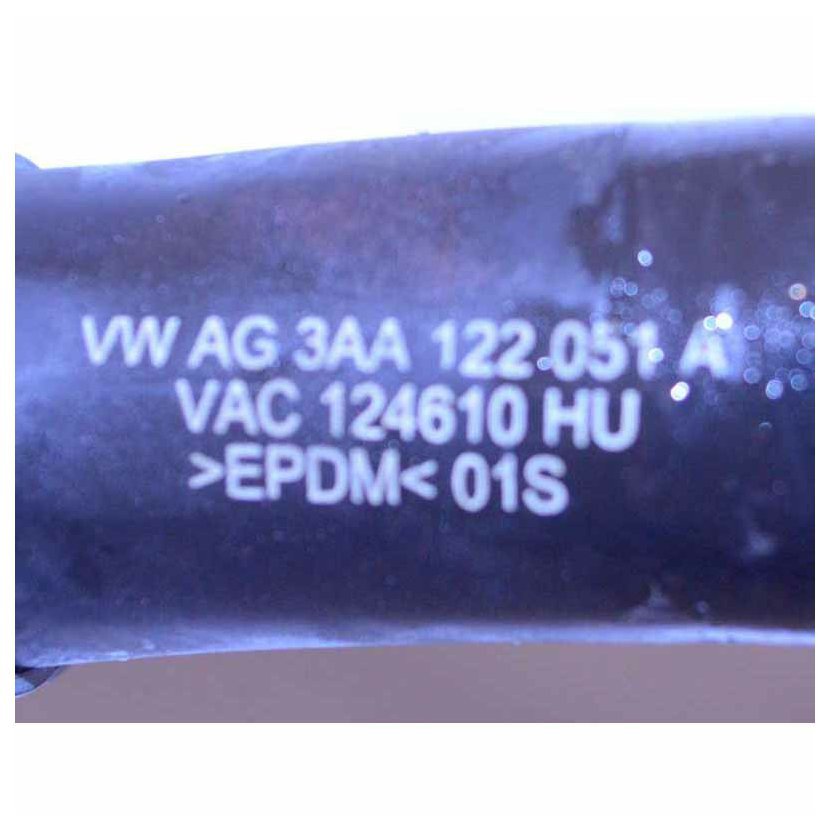 VW AG 3AA 122 051 A
VAC 124610 HU
>EPDM< 01S